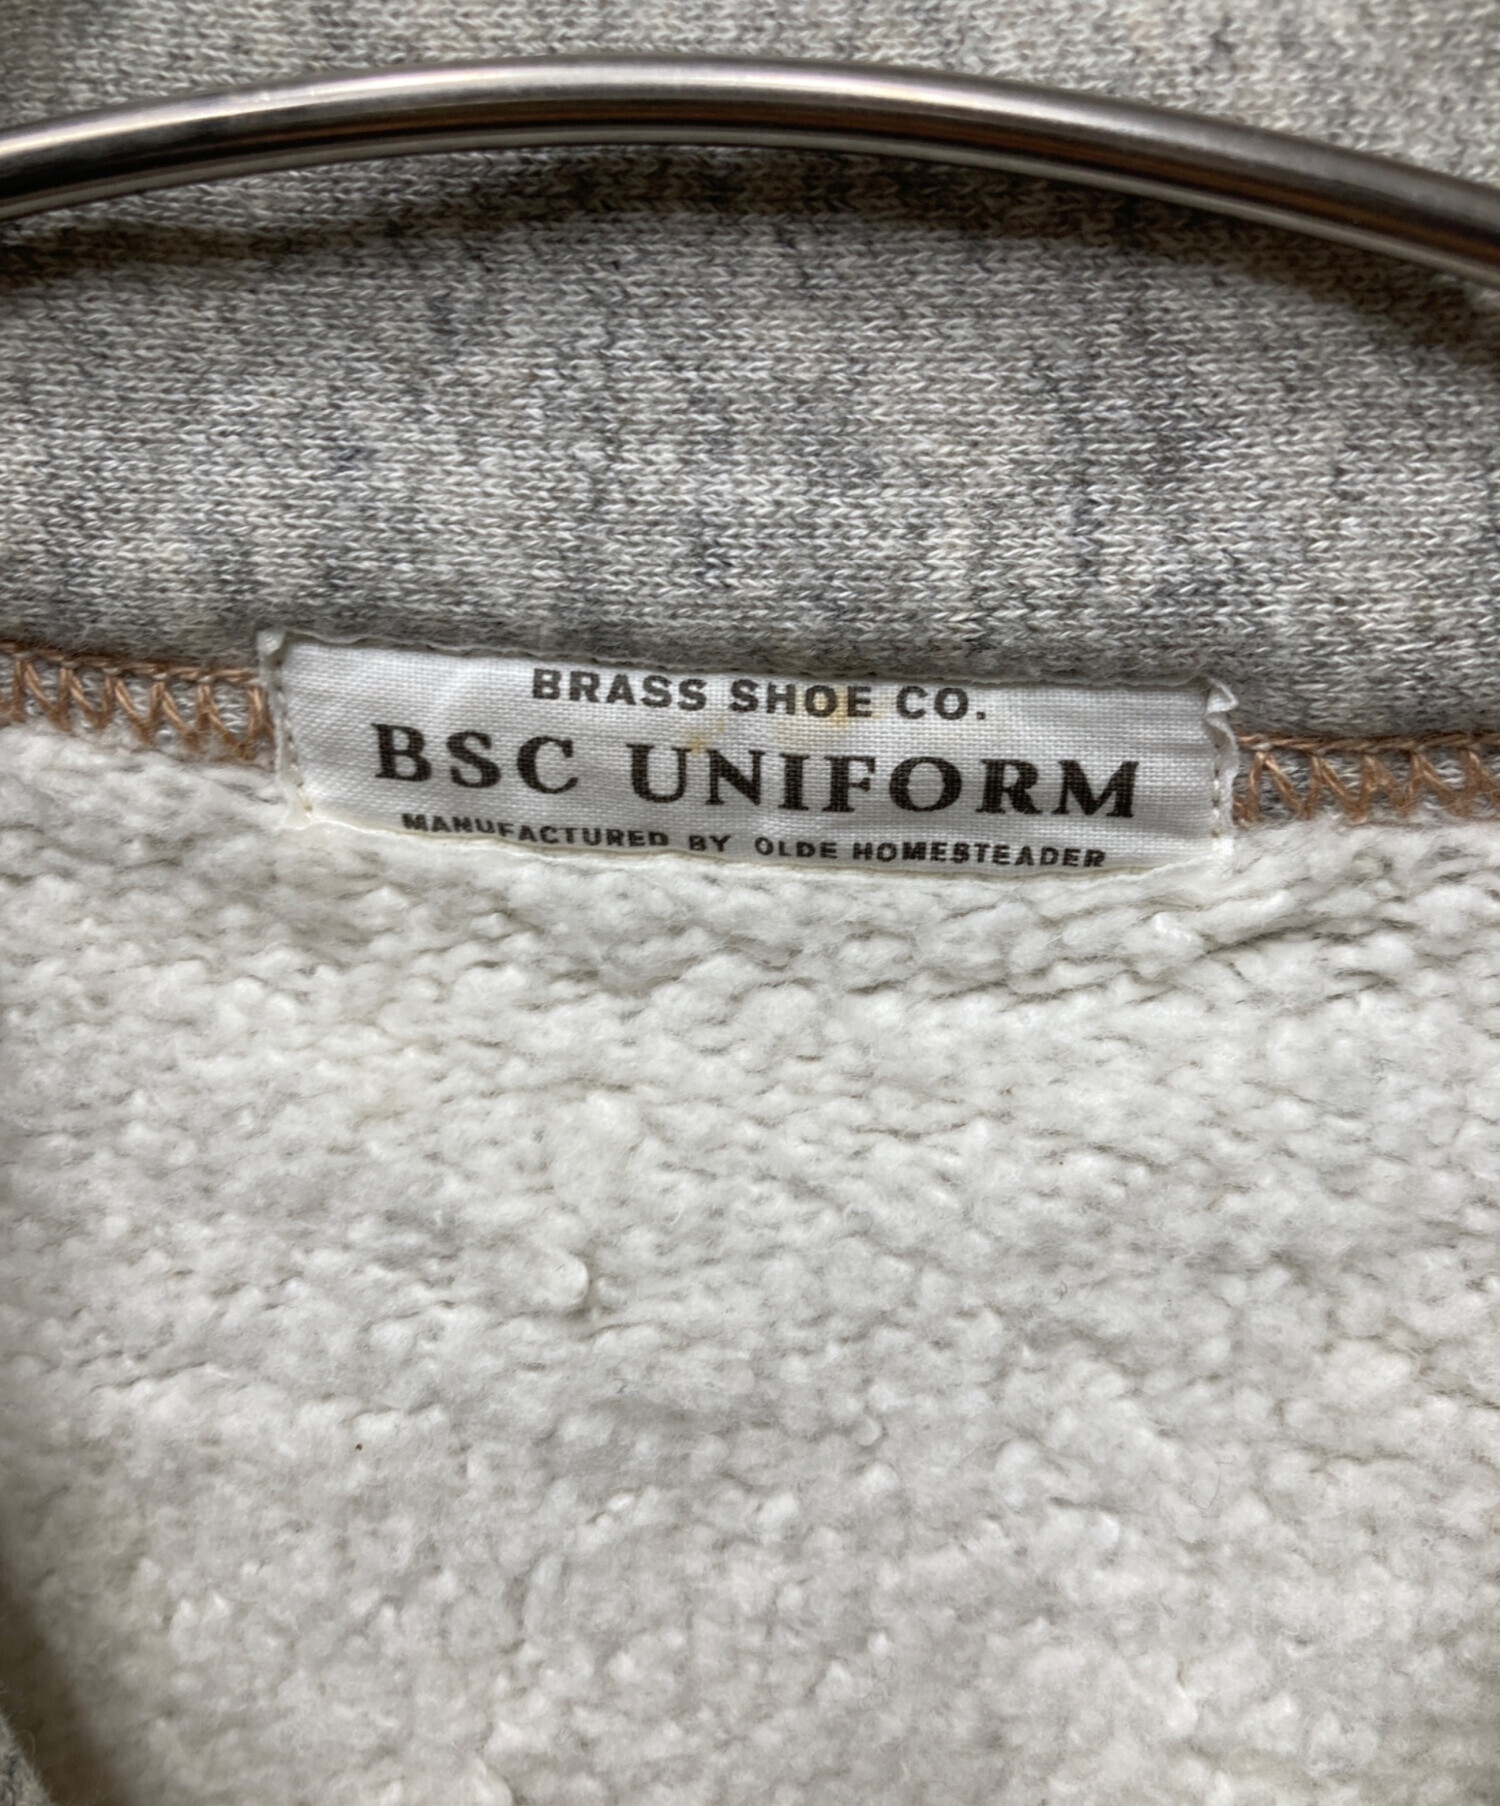 BRASS SHOE CO.
BSC UNIFORM
MANUFACTURED BY OLDE HOMESTEADER